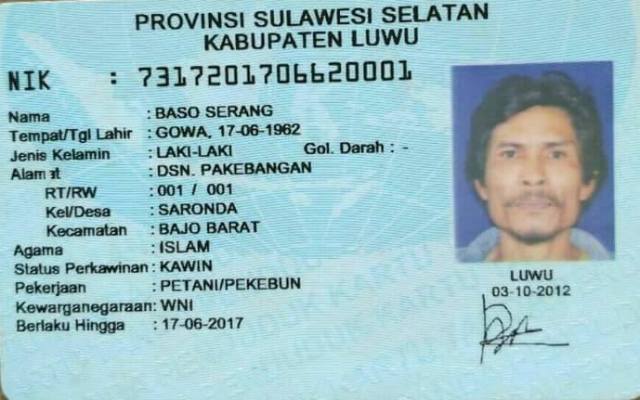 PROVINSI SULAWESI SELATAN
KABUPATEN LUWU
NIK : 7317201706620001
Nama : BASO SERANG
Tempat/Tgl Lahir : GOWA, 17-06-1962
Jenis Kelamin : LAKI-LAKI Gol. Darah : -
Alamat : DSN. PAKEBANGAN
RT/RW : 001 / 001
Kel/Desa : SARONDA
Kecamatan : BAJO BARAT
Agama : ISLAM
Status Perkawinan : KAWIN
Pekerjaan : PETANI/PEKEBUN
Kewarganegaraan : WNI
Berlaku Hingga : 17-06-2017
LUWU
03-10-2012